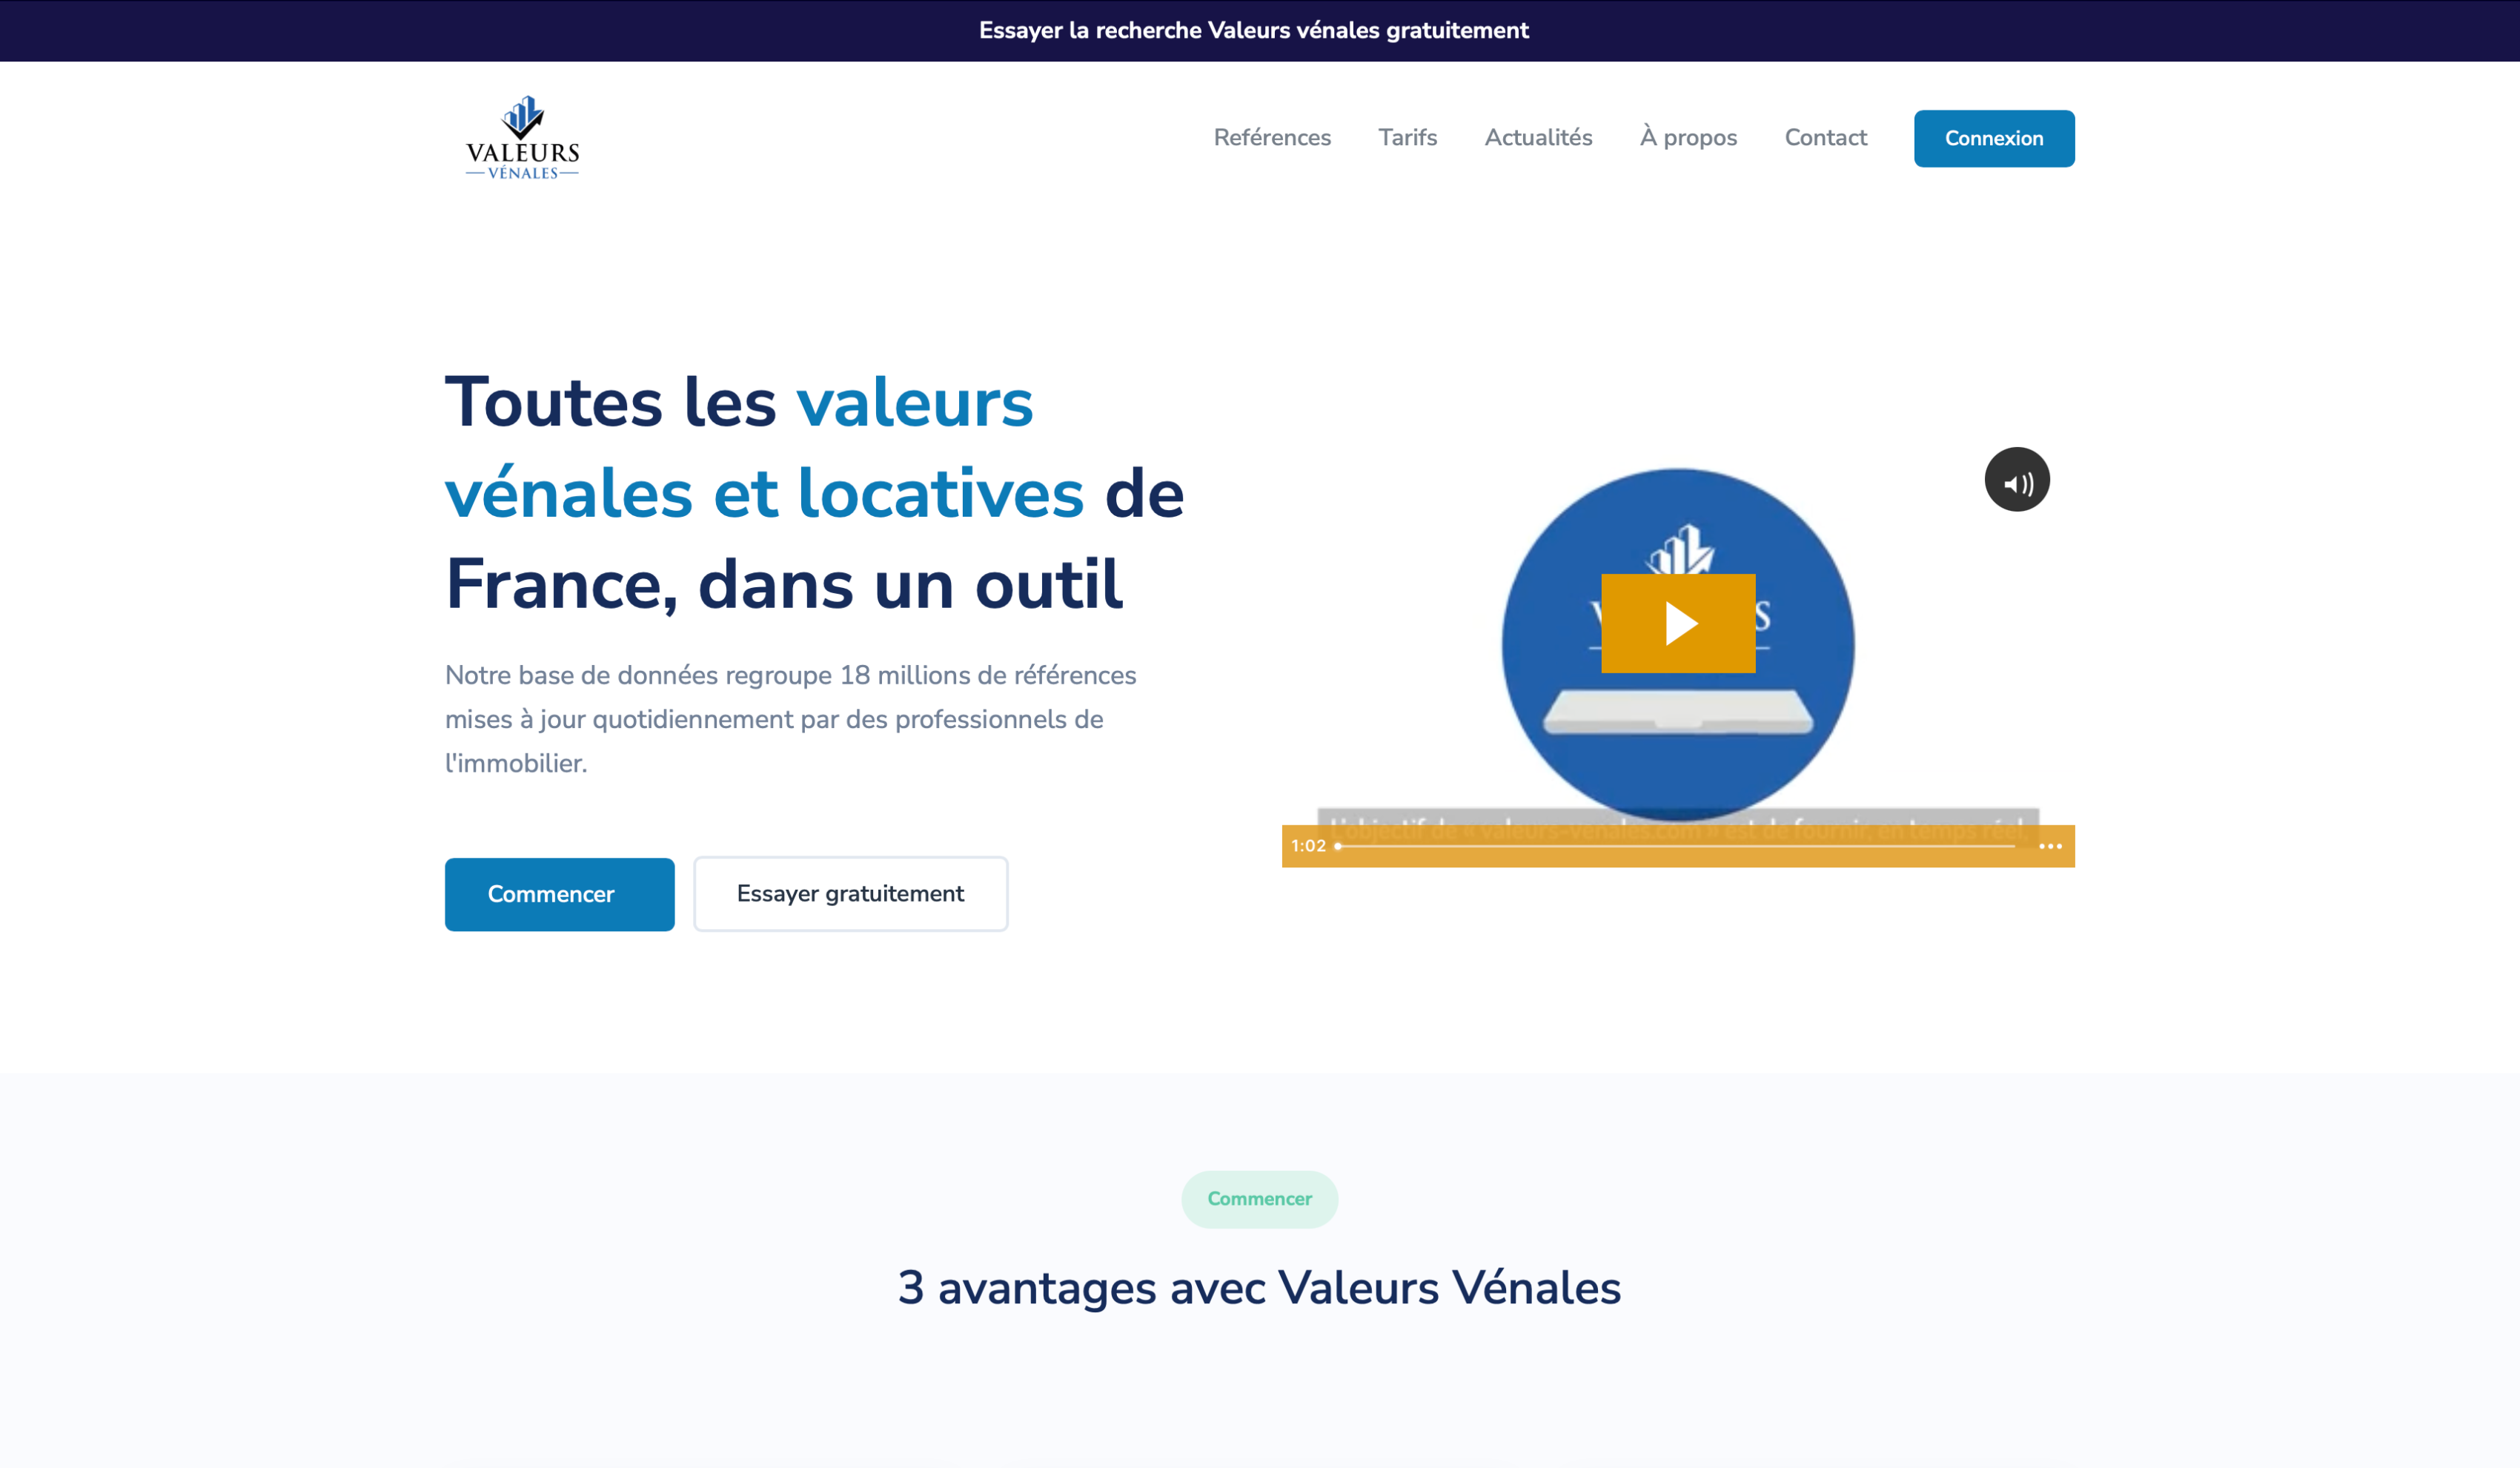 Essayer la recherche Valeurs vénales gratuitement
VALEURS
VÉNALES
Reférences
Tarifs
Actualités
À propos
Contact
Connexion
Toutes les valeurs
vénales et locatives de
France, dans un outil
Notre base de données regroupe 18 millions de références
mises à jour quotidiennement par des professionnels de
l'immobilier.
Commencer
Essayer gratuitement
L'objectif de « valeurs-venales.com » est de fournir, en temps réel,
1:02
Commencer
3 avantages avec Valeurs Vénales